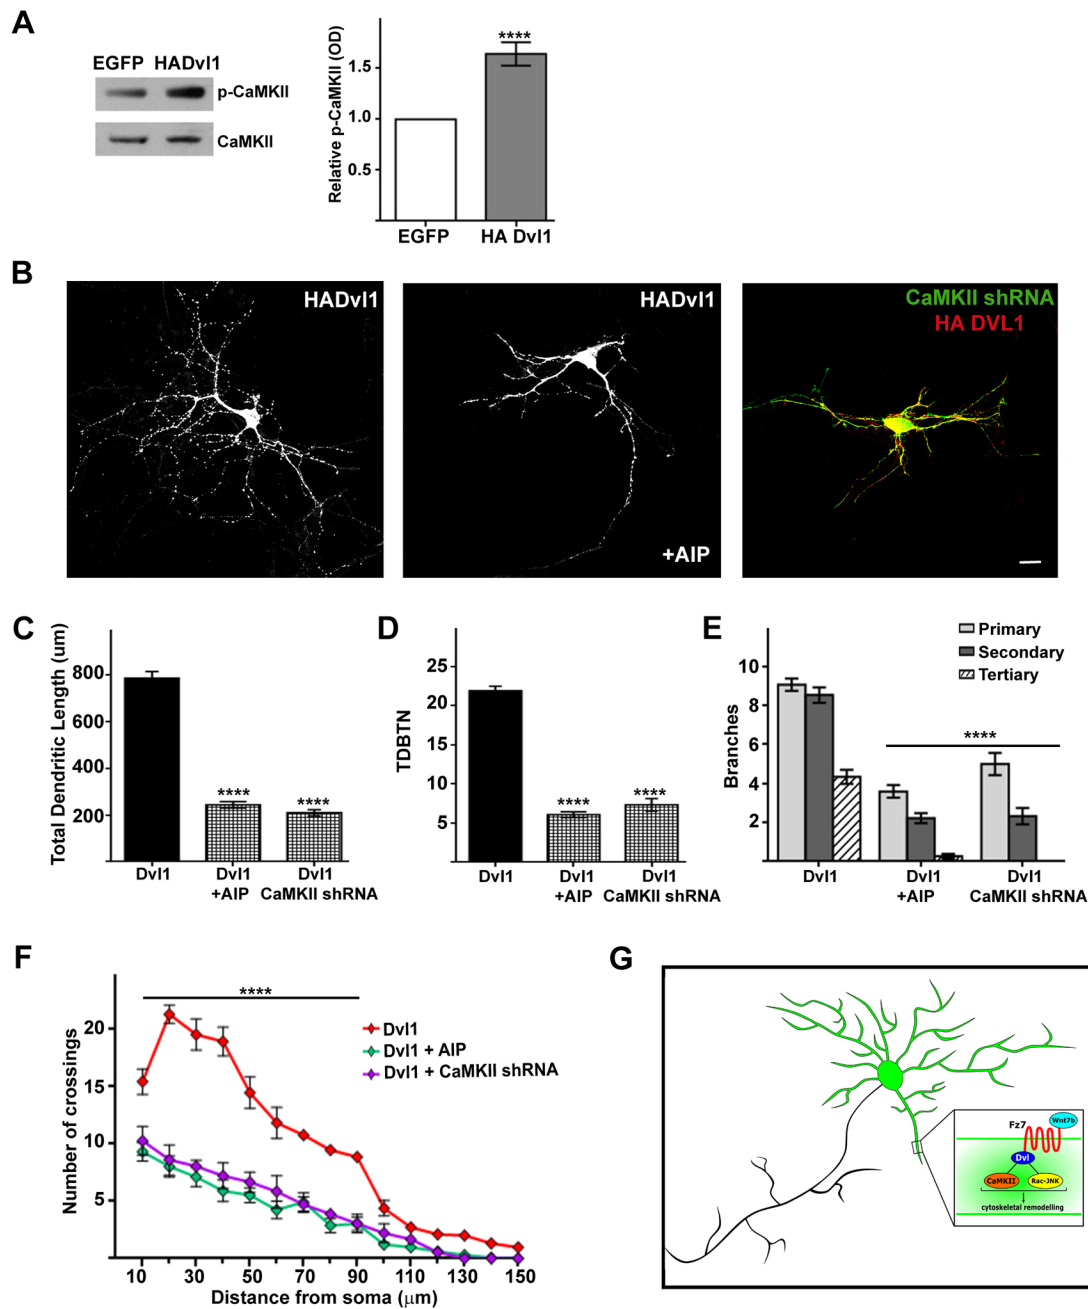 A
EGFP HADvl1
p-CaMKII
CaMKII
Relative p-CaMKII (OD)
1.5
1.0
0.5
****
EGFP HA Dvl1
B
HADvl1
HADvl1
+AIP
CaMKII shRNA
HA DVL1
C
Total Dendritic Length (um)
800
600
400
200
**** ****
Dvl1 Dvl1 Dvl1
+AIP CaMKII shRNA
D
TDBTN
25
20
15
10
5
**** ****
Dvl1 Dvl1 Dvl1
+AIP CaMKII shRNA
E
Branches
10
8
6
4
2
Primary
Secondary
Tertiary
****
Dvl1 Dvl1 Dvl1
+AIP CaMKII shRNA
F
Number of crossings
20
15
10
5
****
Dvl1
Dvl1 + AIP
Dvl1 + CaMKII shRNA
10 30 50 70 90 110 130 150
Distance from soma (μm)
G
Wnt7b
Fz7
Dvl
CaMKII Rac-JNK
cytoskeletal remodelling